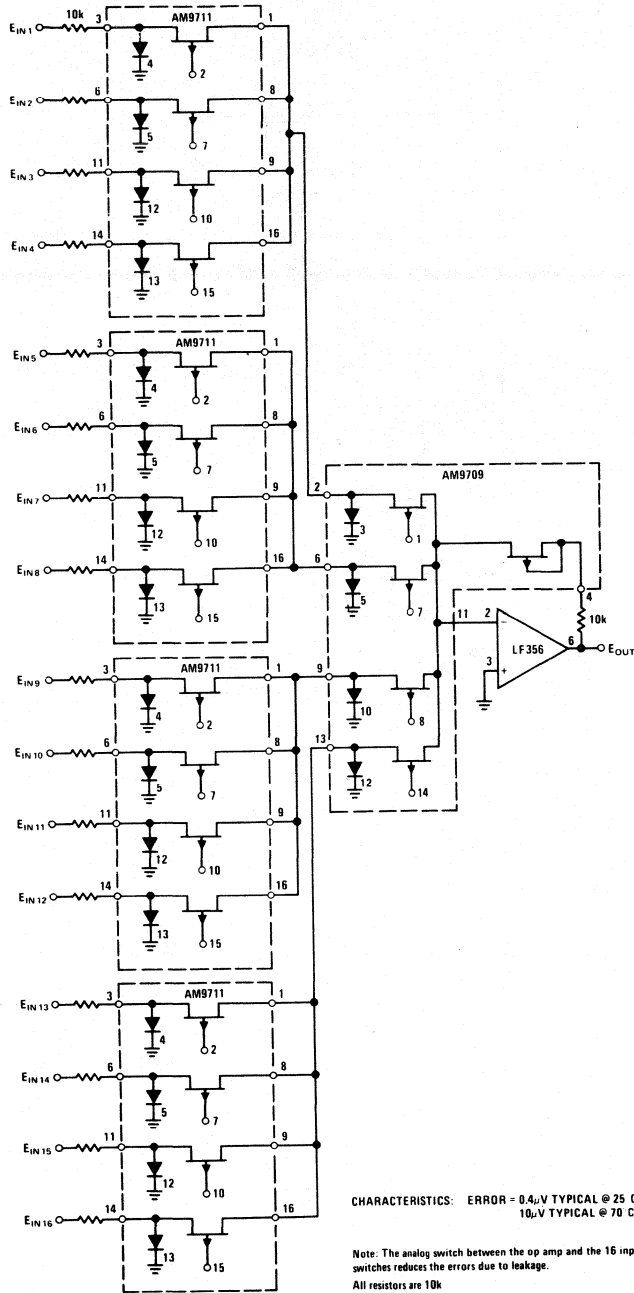 AM9711
10k 3 1
E IN 1
4 2
6 8
E IN 2
5 7
11 9
E IN 3
12 10
14 16
E IN 4
13 15
AM9711
3 1
E IN 5
4 2
6 8
E IN 6
5 7
11 9
E IN 7
12 10
14 16
E IN 8
13 15
AM9709
2
3 1
6
5 7
4
10k
11 2 −
LF356
6 E OUT
3 +
9
10 8
13
12 14
AM9711
3 1
E IN 9
4 2
6 8
E IN 10
5 7
11 9
E IN 11
12 10
14 16
E IN 12
13 15
AM9711
3 1
E IN 13
4 2
6 8
E IN 14
5 7
11 9
E IN 15
12 10
14 16
E IN 16
13 15
CHARACTERISTICS: ERROR = 0.4μV TYPICAL @ 25 C
10μV TYPICAL @ 70 C
Note: The analog switch between the op amp and the 16 inp
switches reduces the errors due to leakage.
All resistors are 10k